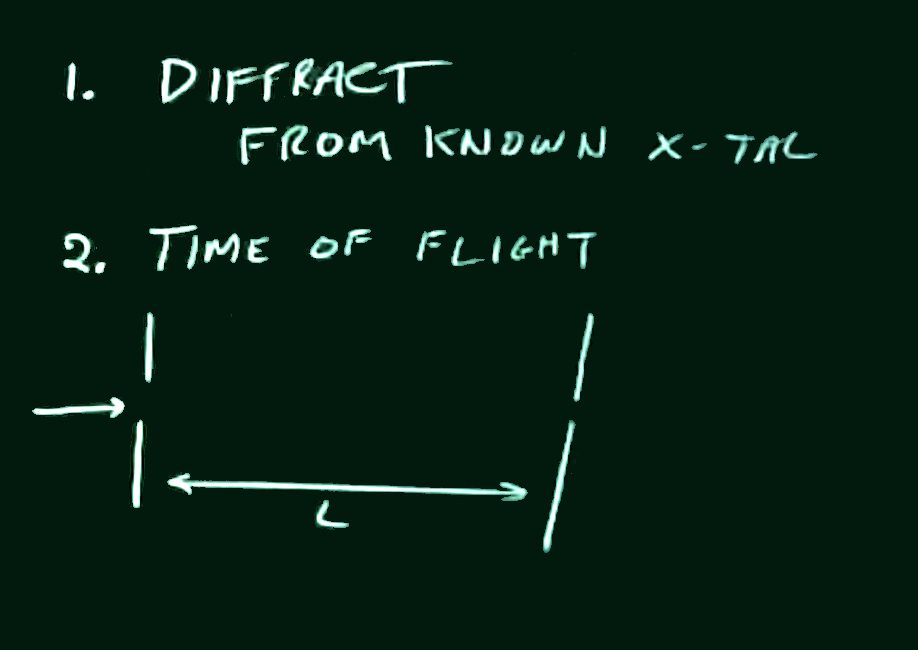 1. DIFFRACT
FROM KNOWN X-TAL
2. TIME OF FLIGHT
L